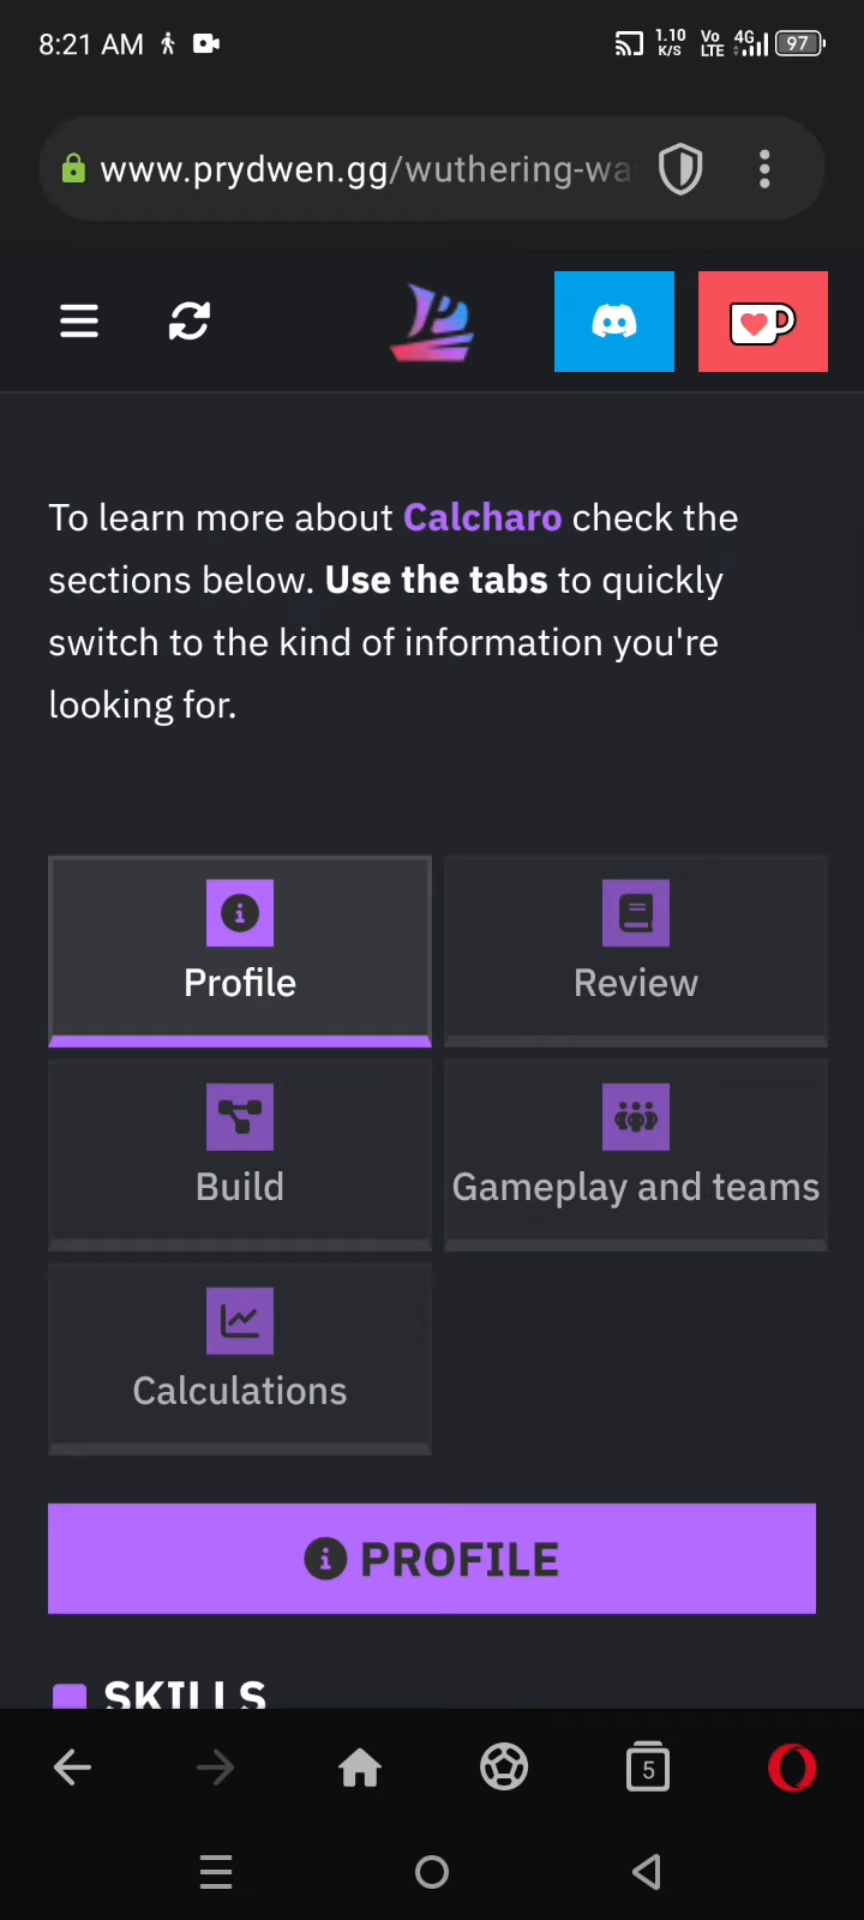 8:21 AM
1.10 K/S
Vo LTE
4G
97
www.prydwen.gg/wuthering-wa
To learn more about Calcharo check the
sections below. Use the tabs to quickly
switch to the kind of information you're
looking for.
Profile
Review
Build
Gameplay and teams
Calculations
PROFILE
SKILLS
5